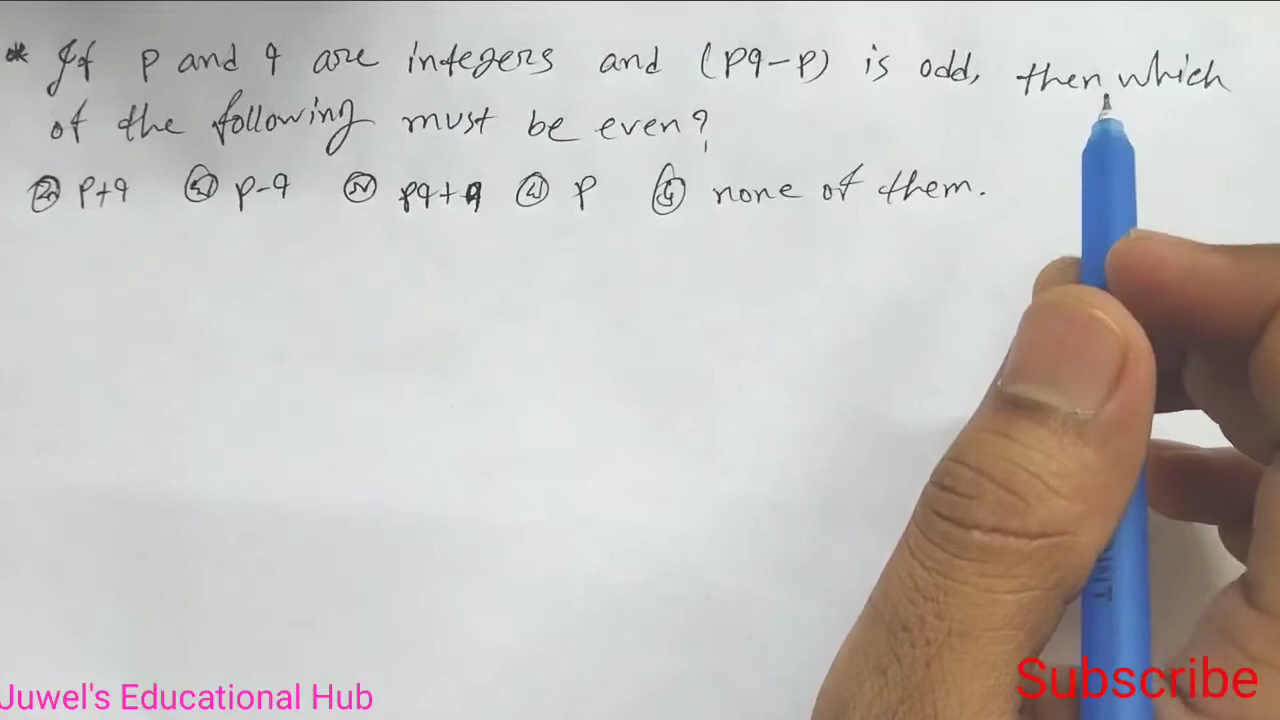 * If p and q are integers and (pq-p) is odd, then which
of the following must be even?
p+q p-q pq+q p none of them.
Juwel's Educational Hub
Subscribe